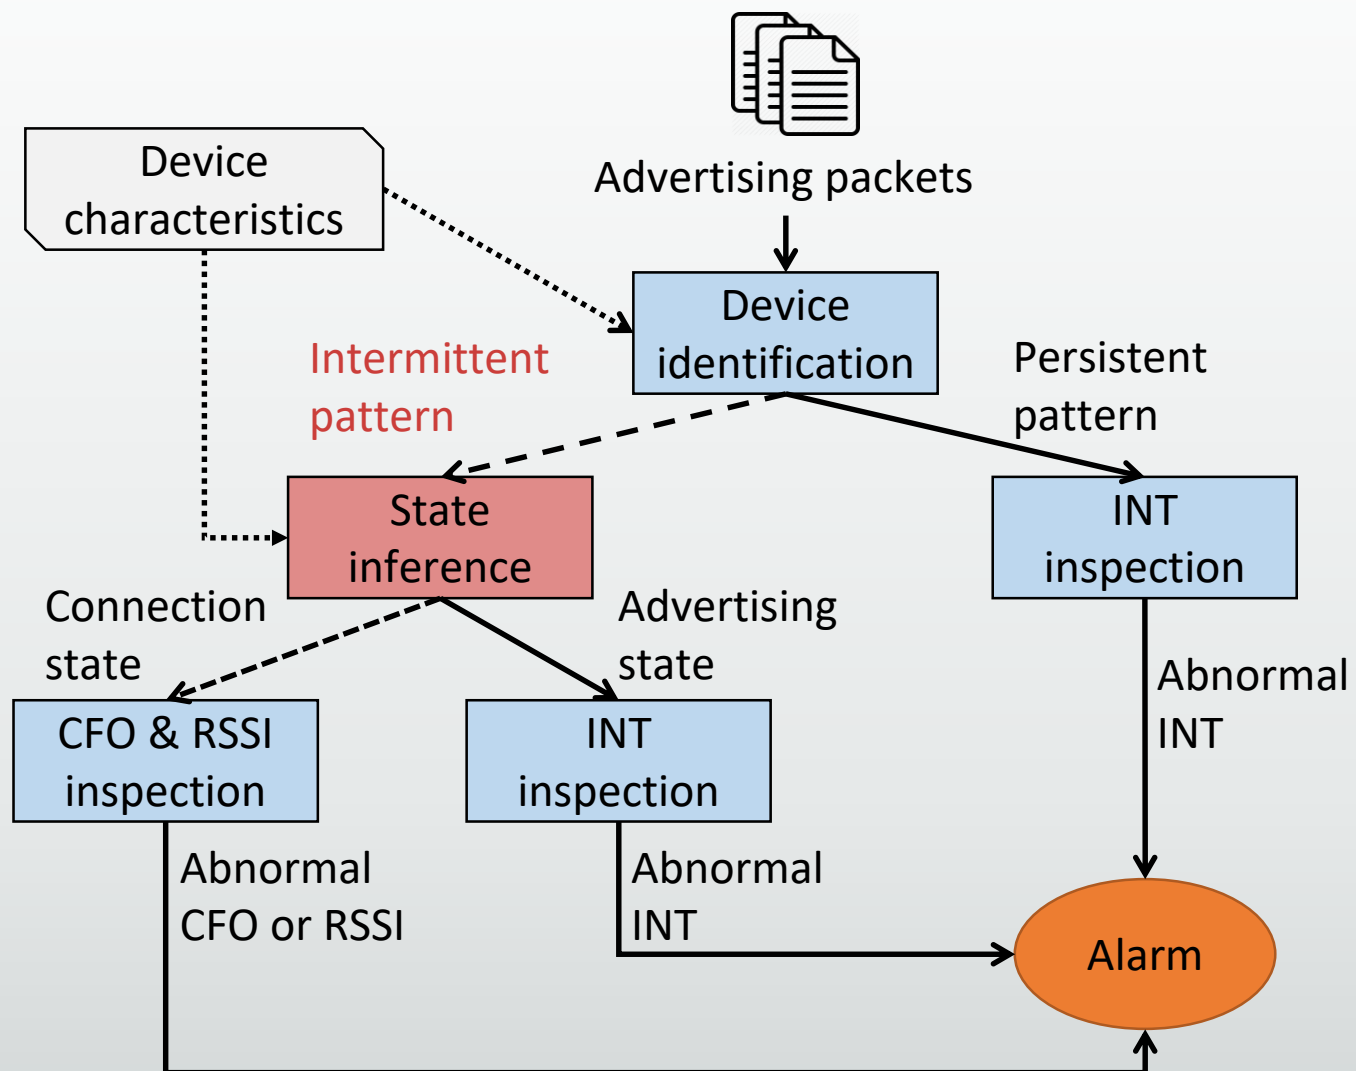 Advertising packets
Device
characteristics
Device
identification
Intermittent
pattern
Persistent
pattern
State
inference
INT
inspection
Connection
state
Advertising
state
CFO & RSSI
inspection
INT
inspection
Abnormal
INT
Abnormal
CFO or RSSI
Abnormal
INT
Alarm